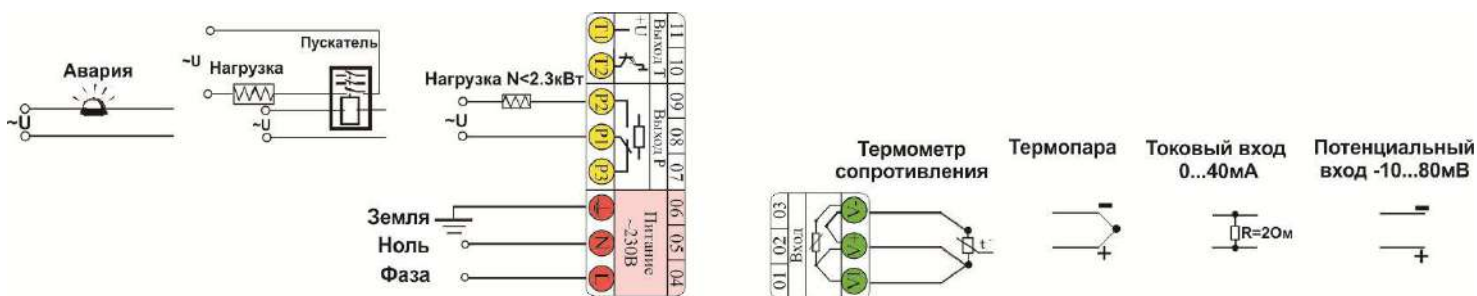 Авария
~U
Пускатель
~U Нагрузка
~U
Нагрузка N<2.3кВт
~U
Земля
Ноль
Фаза
T1 +U 11
T2 Выход T 10
P2 09
P1 Выход P 08
P3 07
06
N Питание ~230В 05
L 04
Термометр
сопротивления
03 V-
02 Вход V+
01 VI
t
Термопара
-
+
Токовый вход
0...40мА
R=2Ом
Потенциальный
вход -10...80мВ
-
+